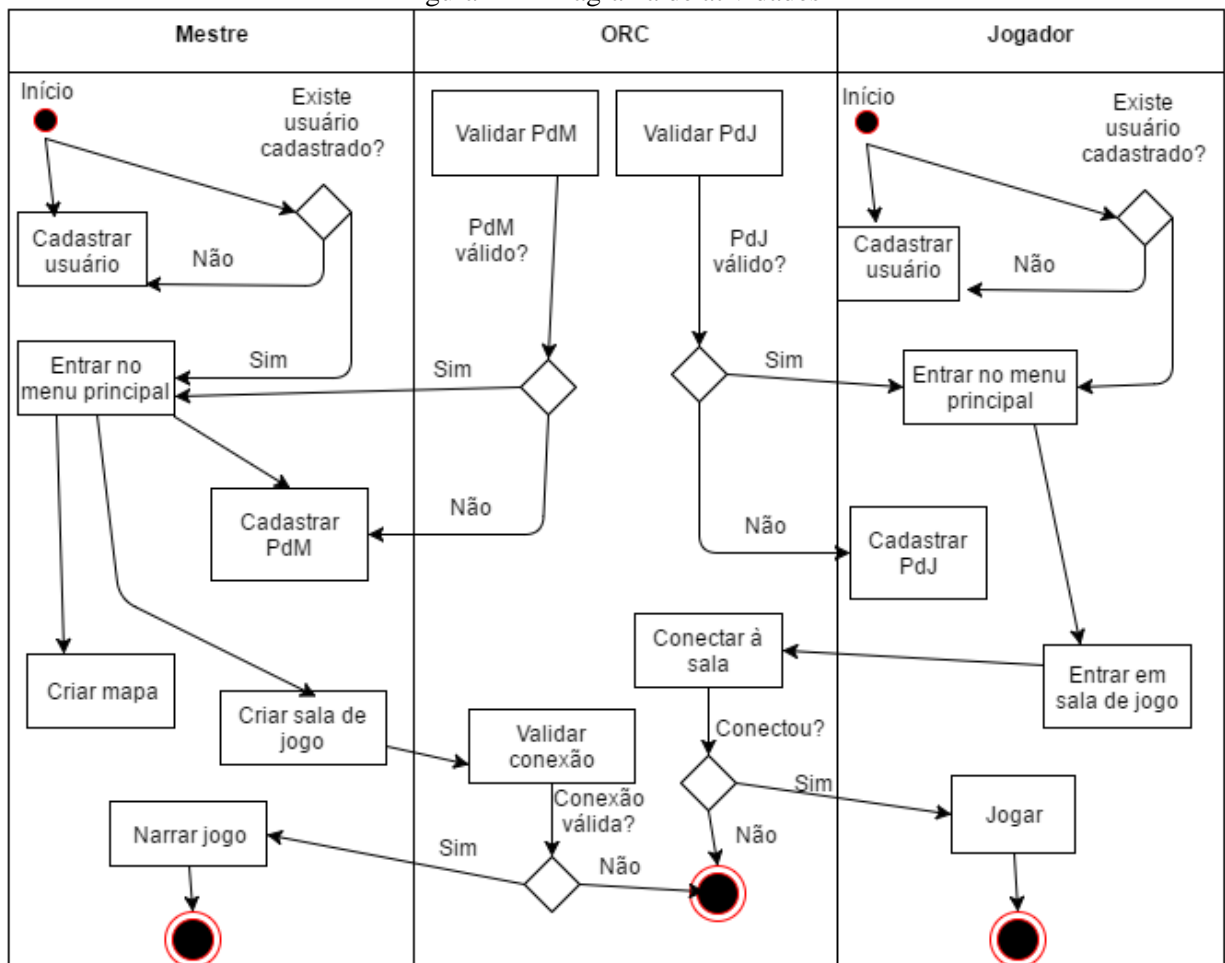 Mestre
ORC
Jogador
Início
Existe
usuário
cadastrado?
Cadastrar
usuário
Não
Sim
Entrar no
menu principal
Cadastrar
PdM
Criar mapa
Criar sala de
jogo
Narrar jogo
Validar PdM
Validar PdJ
PdM
válido?
PdJ
válido?
Sim
Sim
Não
Não
Conectar à
sala
Conectou?
Validar
conexão
Conexão
válida?
Sim
Não
Não
Sim
Início
Existe
usuário
cadastrado?
Cadastrar
usuário
Não
Entrar no menu
principal
Cadastrar
PdJ
Entrar em
sala de jogo
Jogar